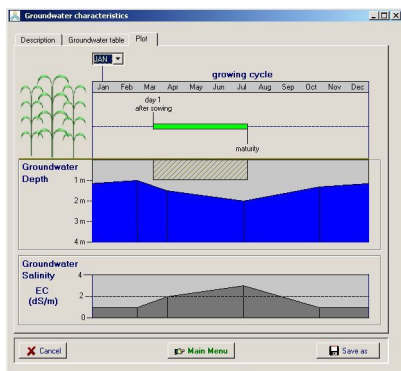 Groundwater characteristics
Description Groundwater table Plot
JAN
growing cycle
Jan Feb Mar Apr May Jun Jul Aug Sep Oct Nov Dec
day 1
after sowing
maturity
Groundwater
Depth
1 m
2 m
3 m
4 m
Groundwater
Salinity
EC
(dS/m)
4
2
0
Cancel Main Menu Save as